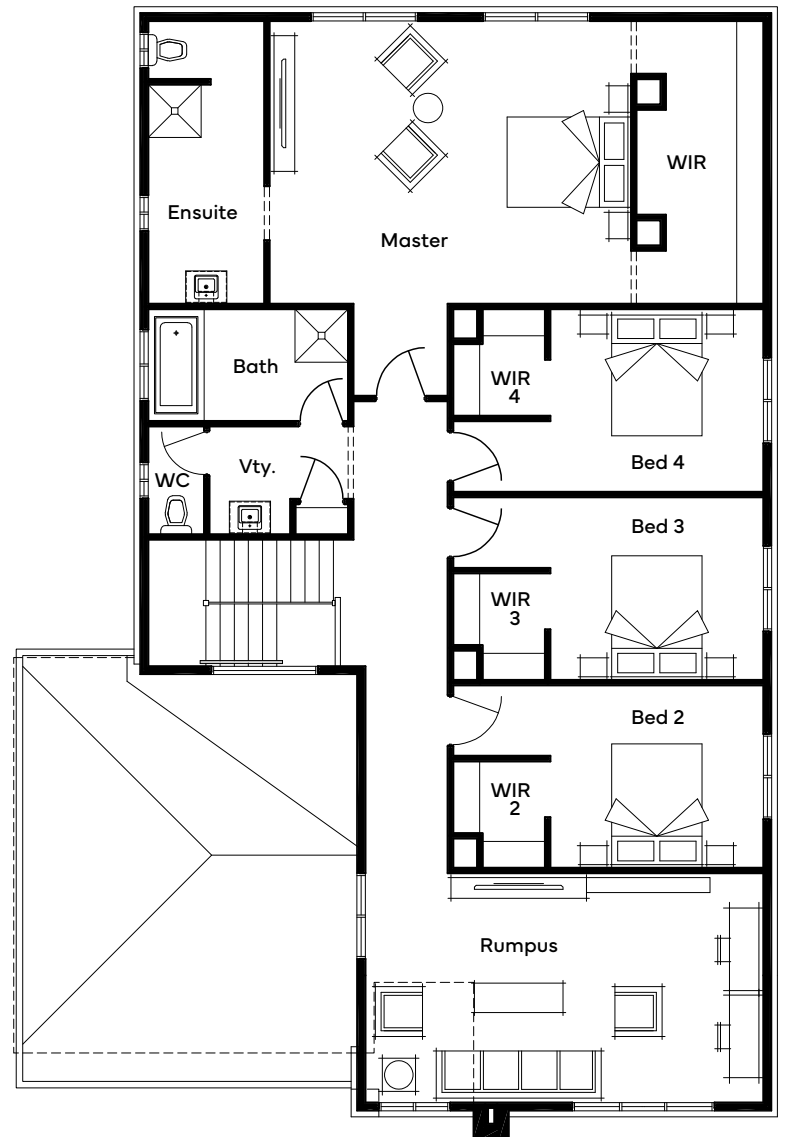 Ensuite
Master
WIR
Bath
WIR
4
Vty.
WC
Bed 4
Bed 3
WIR
3
Bed 2
WIR
2
Rumpus